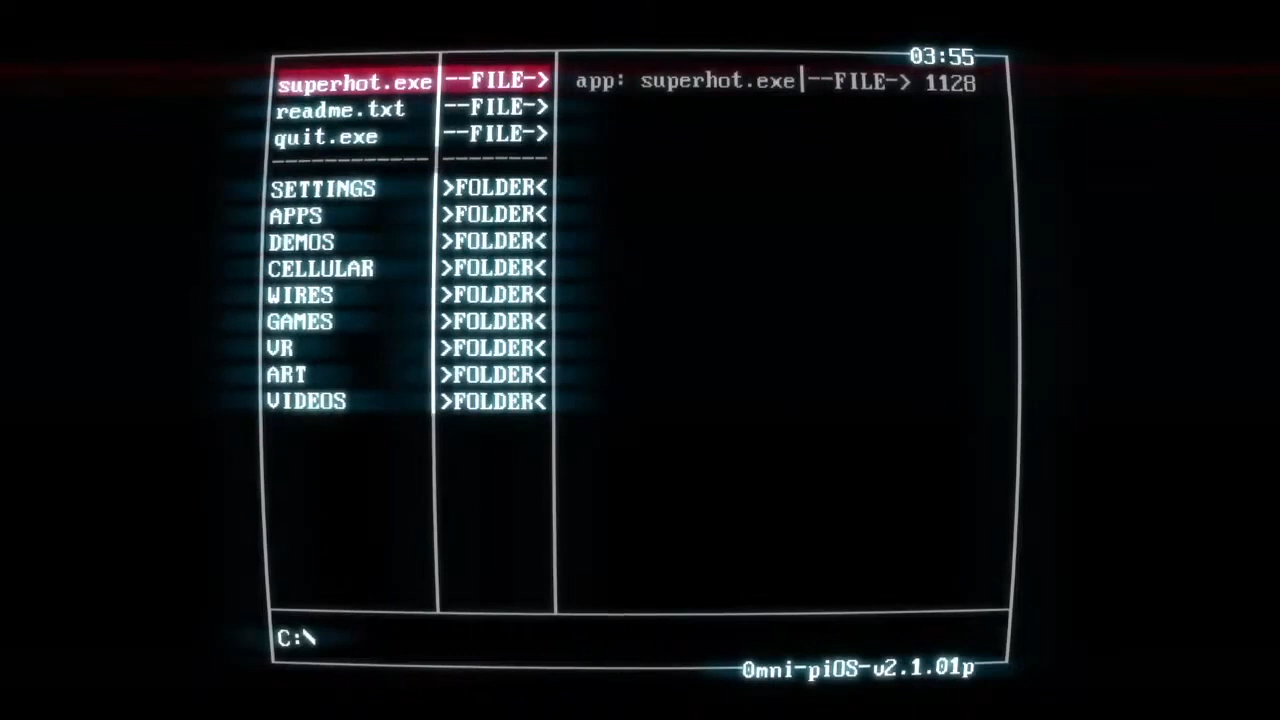 03:55
superhot.exe --FILE-> app: superhot.exe|--FILE-> 1128
readme.txt --FILE->
quit.exe --FILE->
------------ --------
SETTINGS >FOLDER<
APPS >FOLDER<
DEMOS >FOLDER<
CELLULAR >FOLDER<
WIRES >FOLDER<
GAMES >FOLDER<
VR >FOLDER<
ART >FOLDER<
VIDEOS >FOLDER<
C:\
0mni-piOS-v2.1.01p